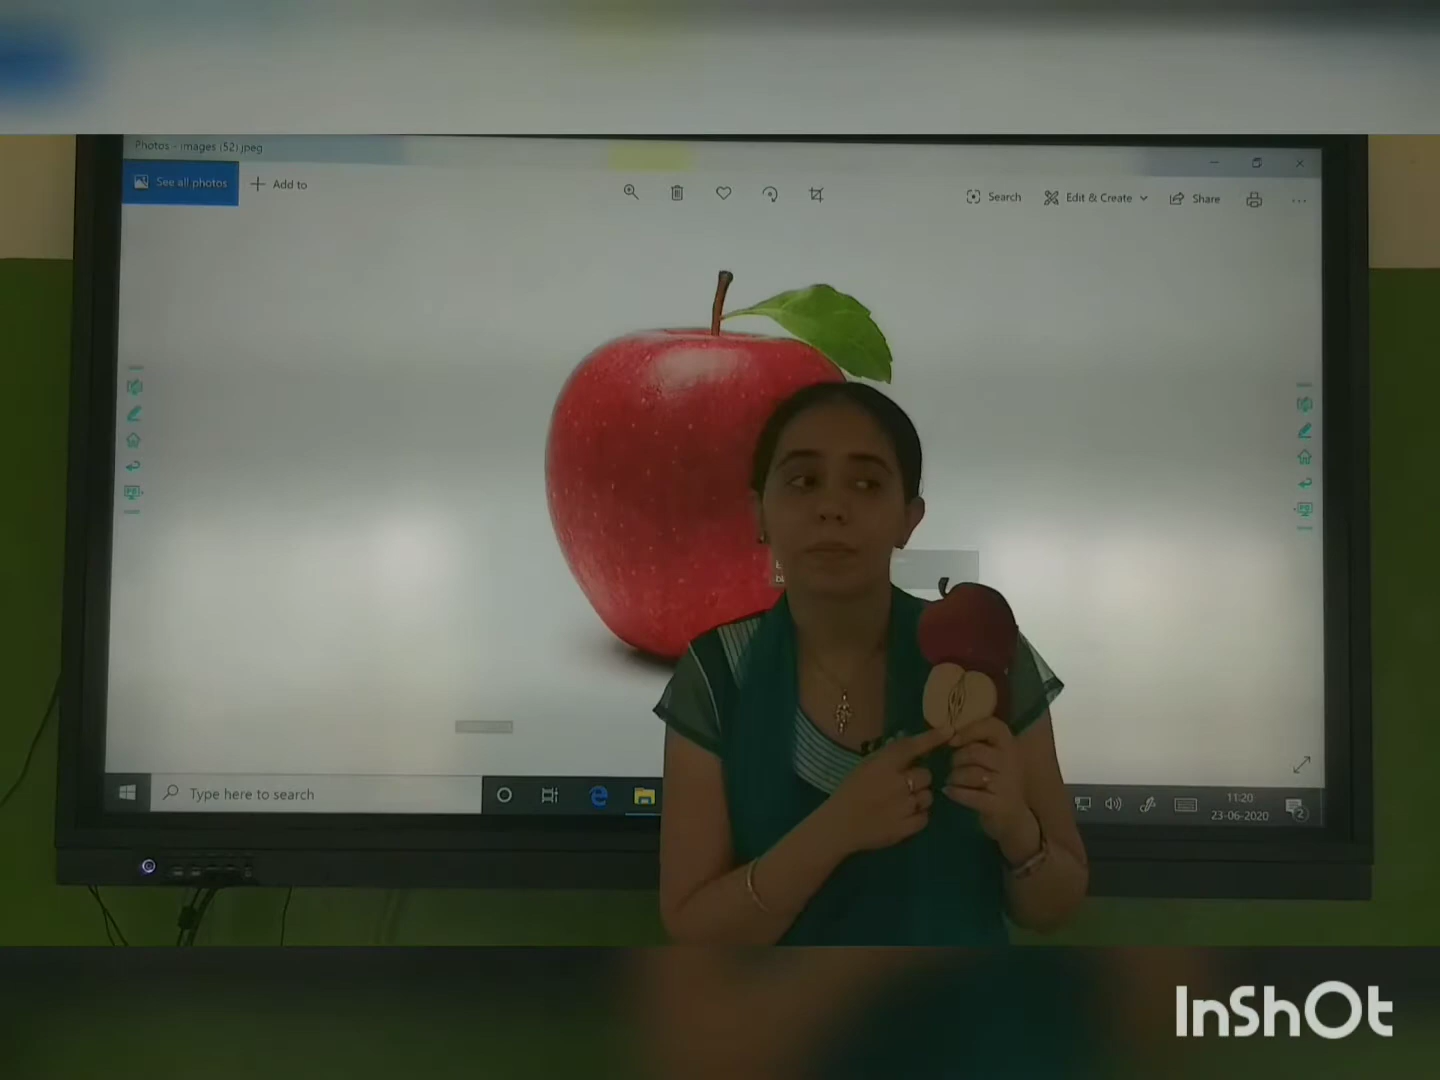 Photos - images (52).jpeg
See all photos
Add to
Search
Edit & Create
Share
Type here to search
11:20
23-06-2020
2
InShOt